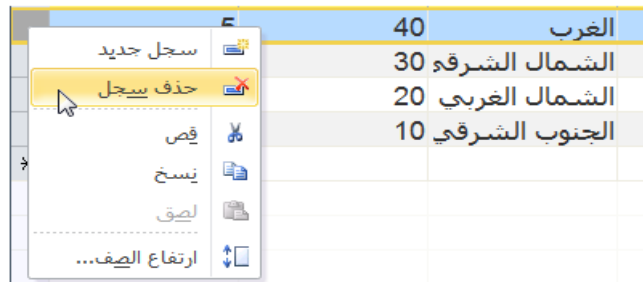 الغرب 40 5
الشمال الشرقي 30
الشمال الغربي 20
الجنوب الشرقي 10
*
سجل جديد
حذف سجل
قص
نسخ
لصق
ارتفاع الصف...